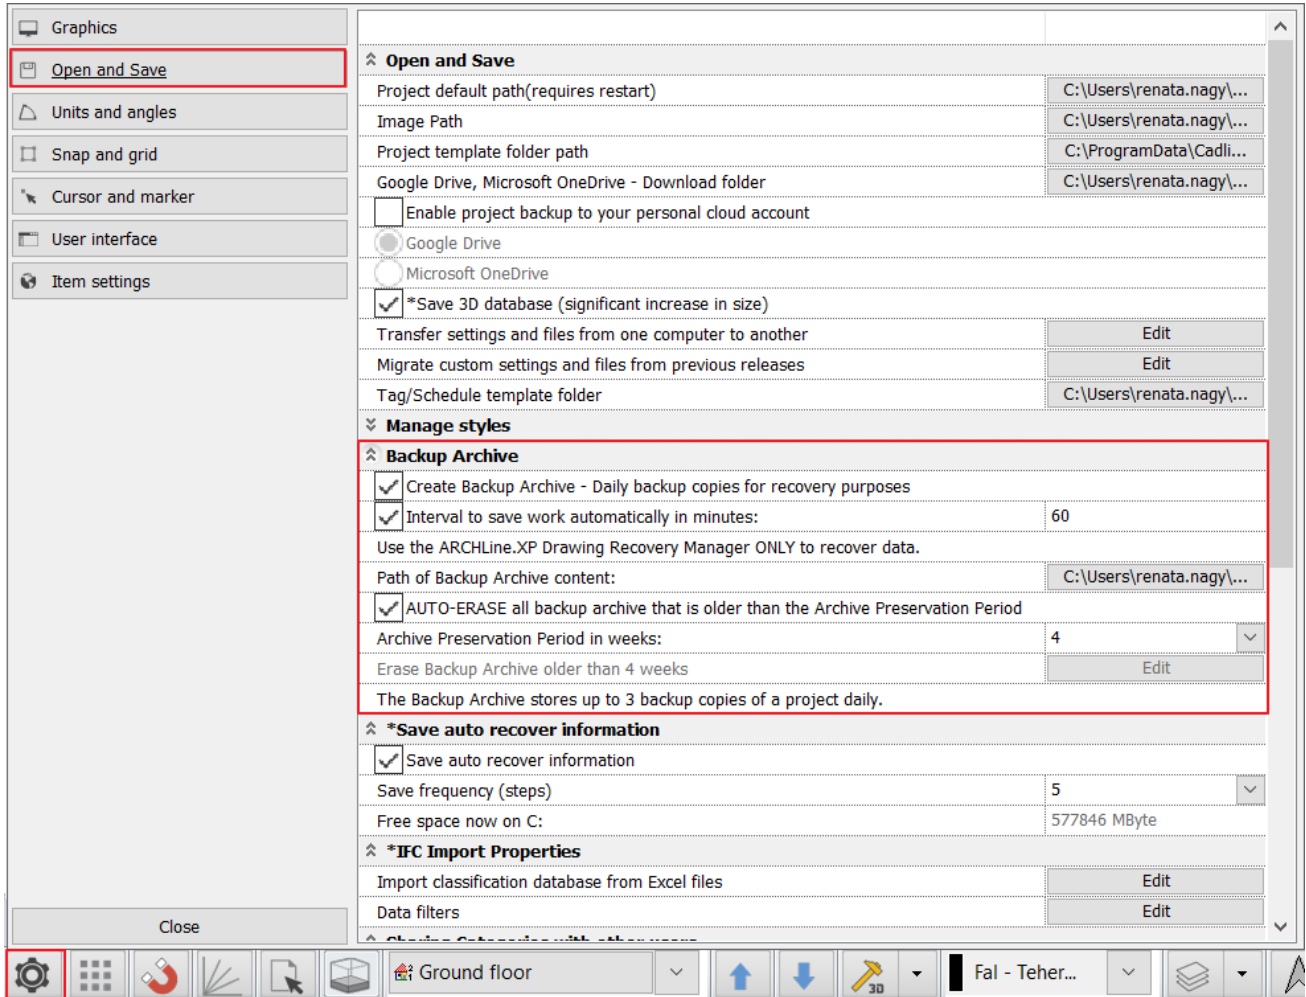 Graphics
Open and Save
Units and angles
Snap and grid
Cursor and marker
User interface
Item settings
Close
Open and Save
Project default path(requires restart) C:\Users\renata.nagy\...
Image Path C:\Users\renata.nagy\...
Project template folder path C:\ProgramData\Cadli...
Google Drive, Microsoft OneDrive - Download folder C:\Users\renata.nagy\...
Enable project backup to your personal cloud account
Google Drive
Microsoft OneDrive
*Save 3D database (significant increase in size)
Transfer settings and files from one computer to another Edit
Migrate custom settings and files from previous releases Edit
Tag/Schedule template folder C:\Users\renata.nagy\...
Manage styles
Backup Archive
Create Backup Archive - Daily backup copies for recovery purposes
Interval to save work automatically in minutes: 60
Use the ARCHLine.XP Drawing Recovery Manager ONLY to recover data.
Path of Backup Archive content: C:\Users\renata.nagy\...
AUTO-ERASE all backup archive that is older than the Archive Preservation Period
Archive Preservation Period in weeks: 4
Erase Backup Archive older than 4 weeks Edit
The Backup Archive stores up to 3 backup copies of a project daily.
*Save auto recover information
Save auto recover information
Save frequency (steps) 5
Free space now on C: 577846 MByte
*IFC Import Properties
Import classification database from Excel files Edit
Data filters Edit
Sharing Categories with other users
Ground floor 3D Fal - Teher...